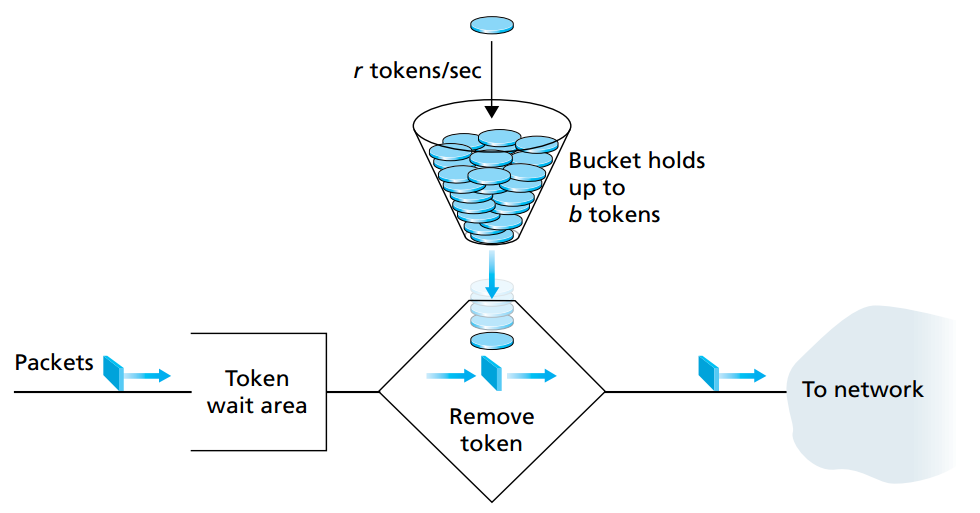 r tokens/sec
Bucket holds
up to
b tokens
Packets
Token
wait area
Remove
token
To network